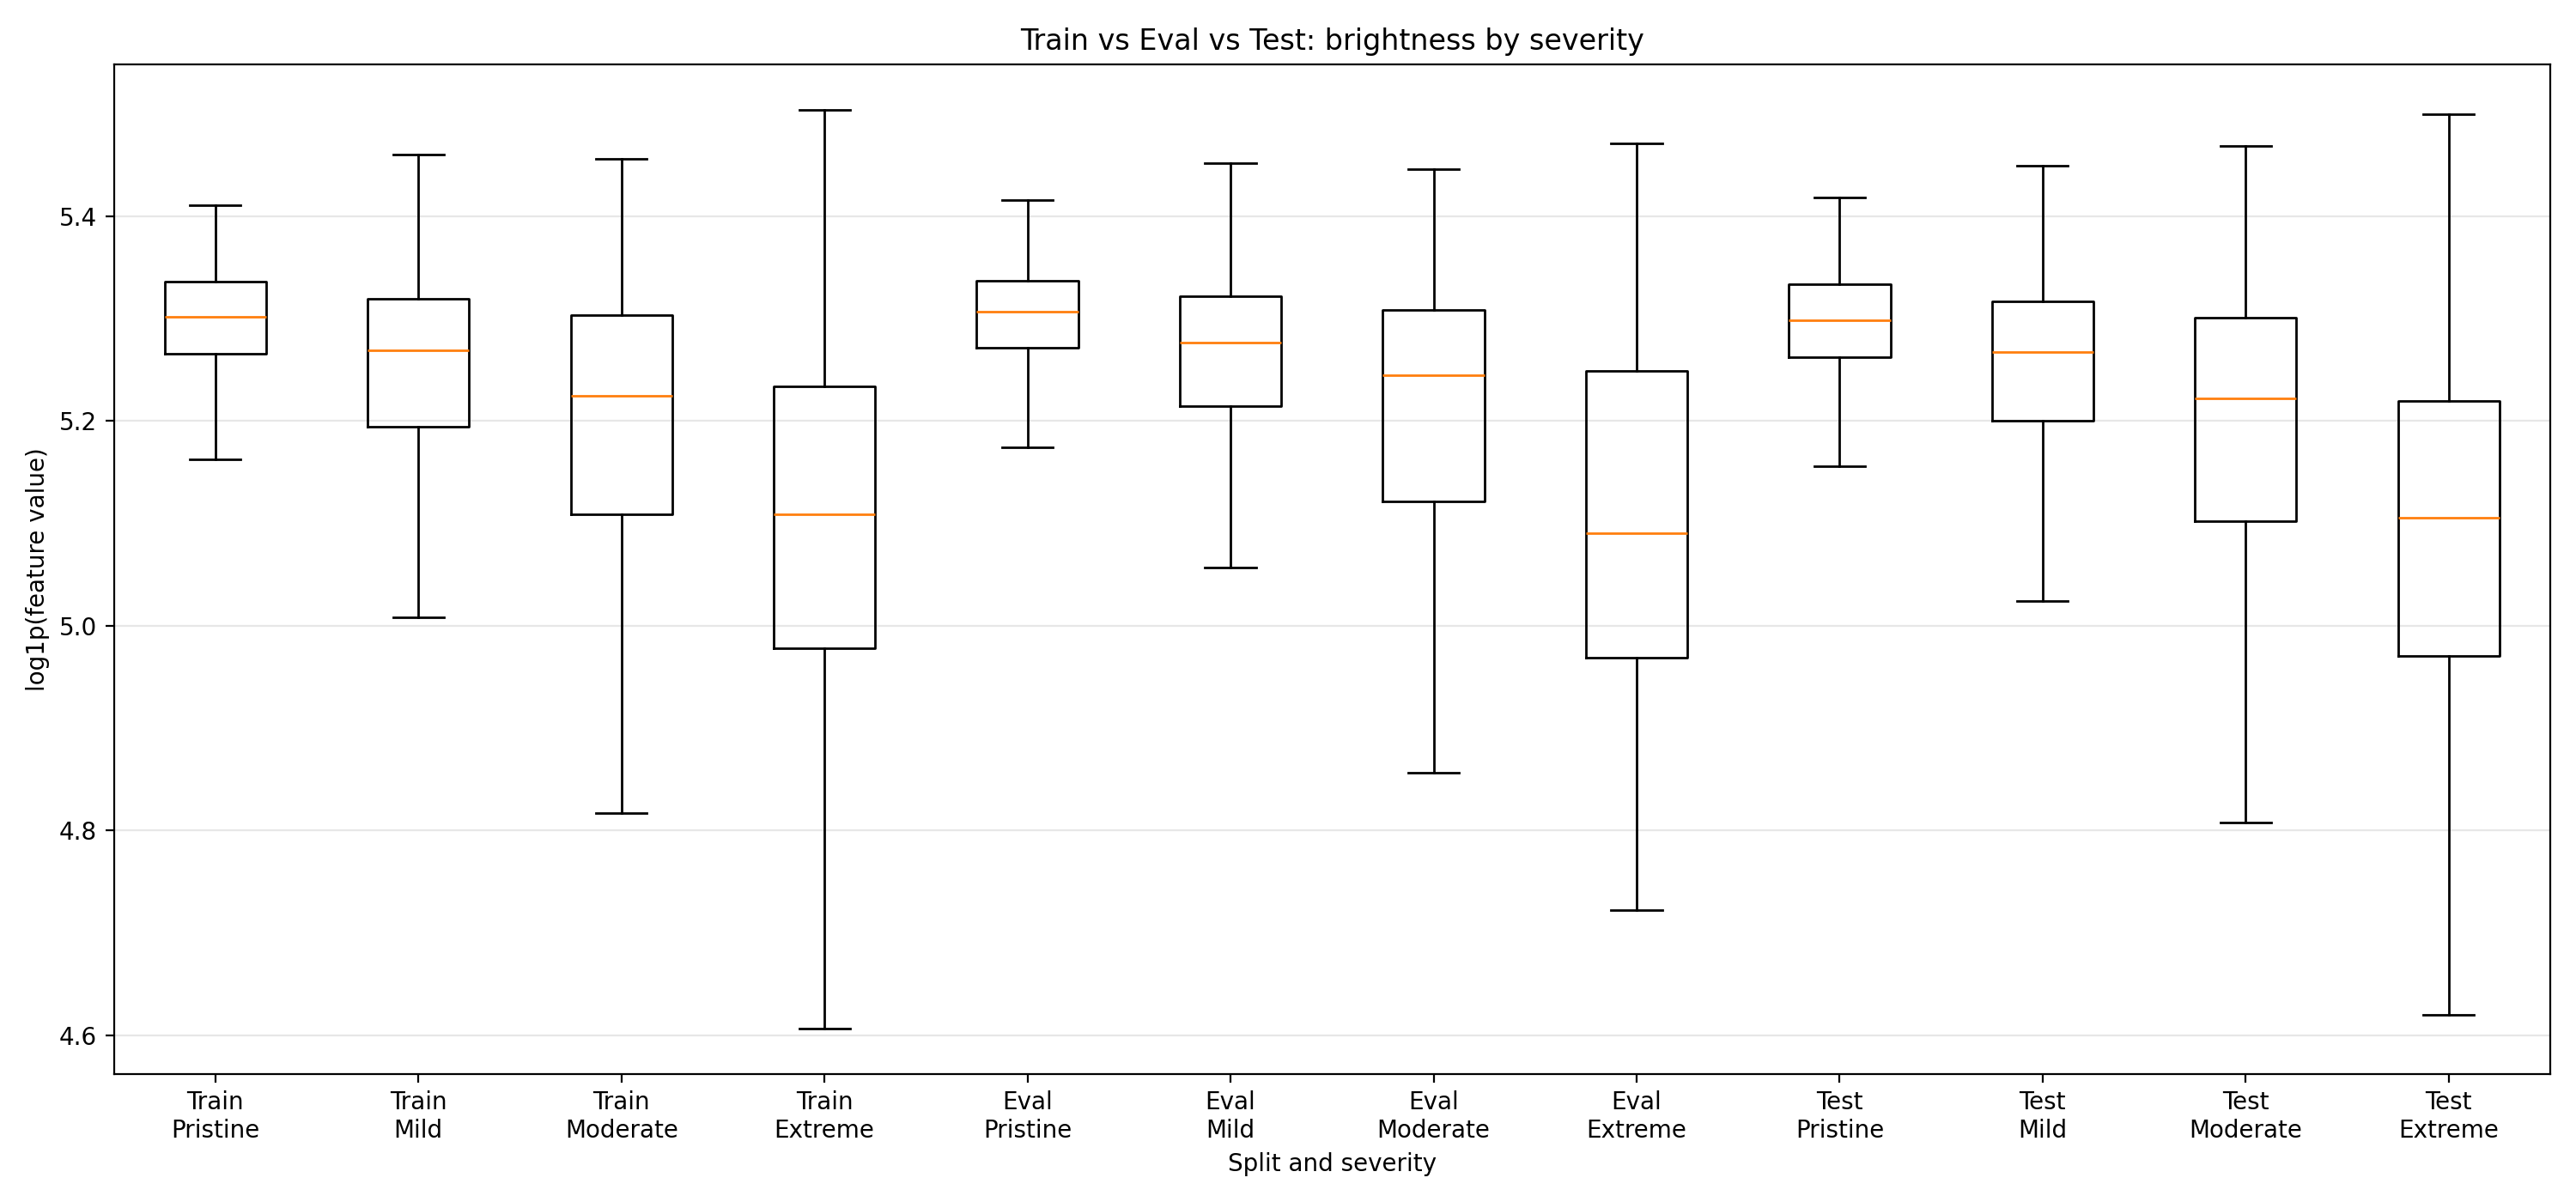 Train vs Eval vs Test: brightness by severity
log1p(feature value)
5.4
5.2
5.0
4.8
4.6
Train
Pristine
Train
Mild
Train
Moderate
Train
Extreme
Eval
Pristine
Eval
Mild
Eval
Moderate
Eval
Extreme
Test
Pristine
Test
Mild
Test
Moderate
Test
Extreme
Split and severity